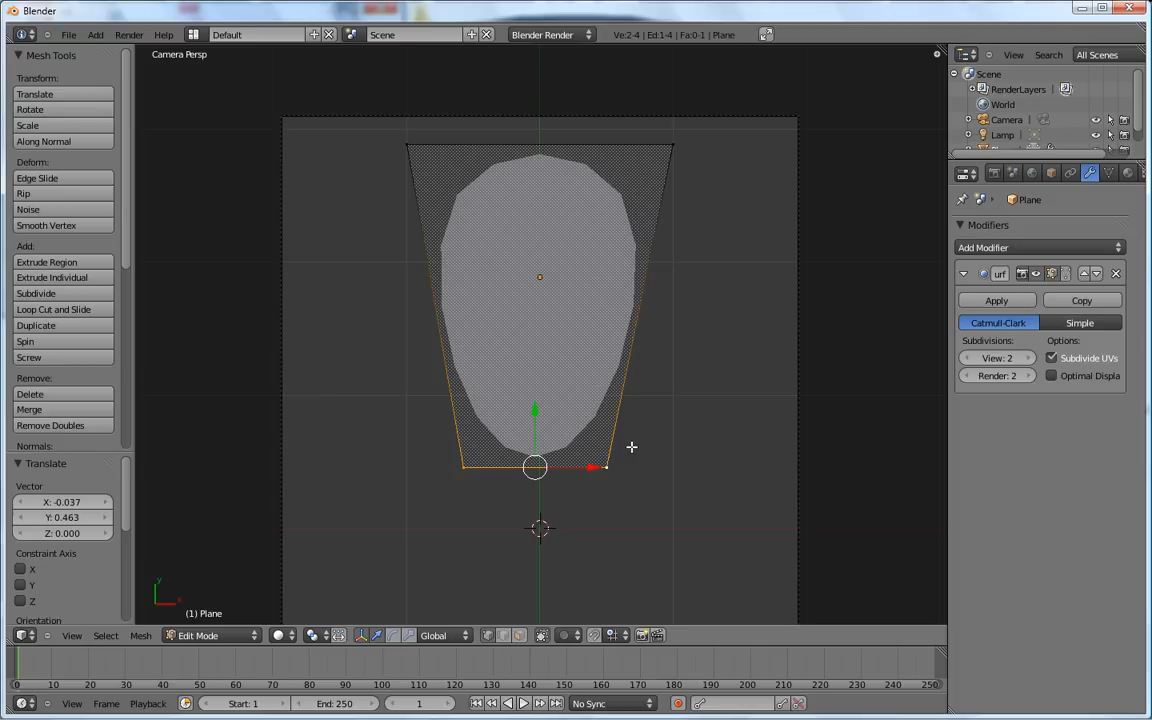 Blender
File Add Render Help Default Scene Blender Render Ve:2-4 | Ed:1-4 | Fa:0-1 | Plane
Mesh Tools
Transform:
Translate
Rotate
Scale
Along Normal
Deform:
Edge Slide
Rip
Noise
Smooth Vertex
Add:
Extrude Region
Extrude Individual
Subdivide
Loop Cut and Slide
Duplicate
Spin
Screw
Remove:
Delete
Merge
Remove Doubles
Normals:
Translate
Vector
X: -0.037
Y: 0.463
Z: 0.000
Constraint Axis
X
Y
Z
Orientation
Camera Persp
y
x
(1) Plane
View Select Mesh Edit Mode Global
View Search All Scenes
Scene
RenderLayers
World
Camera
Lamp
Plane
Modifiers
Add Modifier
urf
Apply Copy
Catmull-Clark Simple
Subdivisions: Options:
View: 2 Subdivide UVs
Render: 2 Optimal Displa
0 10 20 30 40 50 60 70 80 90 100 110 120 130 140 150 160 170 180 190 200 210 220 230 240 250
View Frame Playback Start: 1 End: 250 1 No Sync